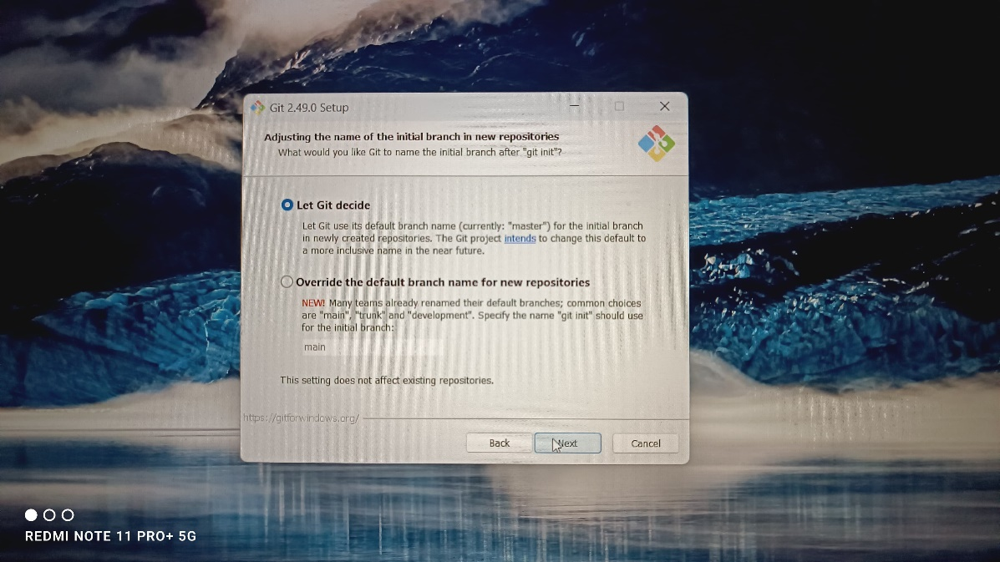 Git 2.49.0 Setup
Adjusting the name of the initial branch in new repositories
What would you like Git to name the initial branch after "git init"?
Let Git decide
Let Git use its default branch name (currently: "master") for the initial branch
in newly created repositories. The Git project intends to change this default to
a more inclusive name in the near future.
Override the default branch name for new repositories
NEW! Many teams already renamed their default branches; common choices
are "main", "trunk" and "development". Specify the name "git init" should use
for the initial branch:
main
This setting does not affect existing repositories.
https://gitforwindows.org/
Back
Next
Cancel
REDMI NOTE 11 PRO+ 5G